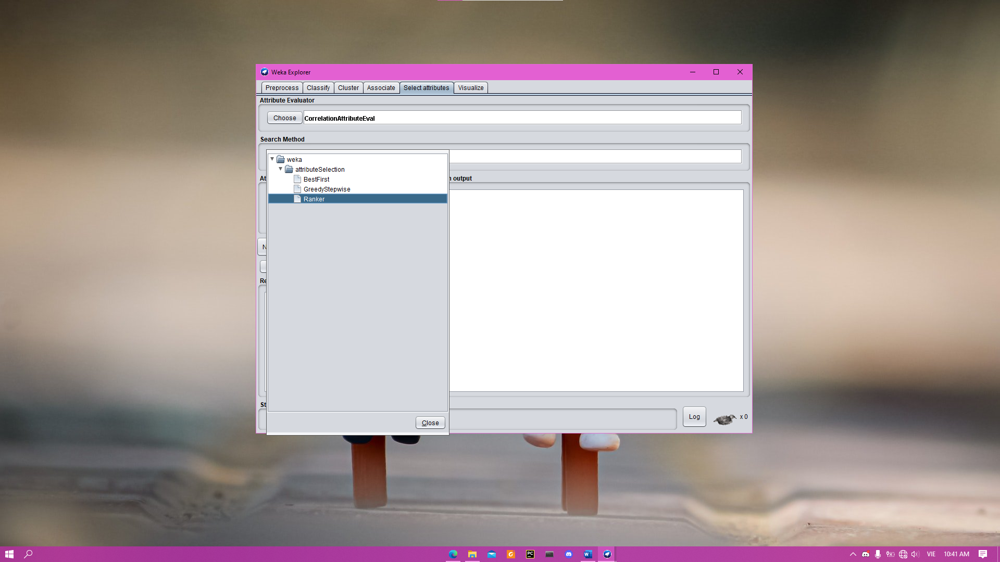 Weka Explorer
Preprocess Classify Cluster Associate Select attributes Visualize
Attribute Evaluator
Choose CorrelationAttributeEval
Search Method
weka
attributeSelection
At n output
BestFirst
GreedyStepwise
Ranker
N
Re
St
Close
Log x 0
PC W VIE 10:41 AM